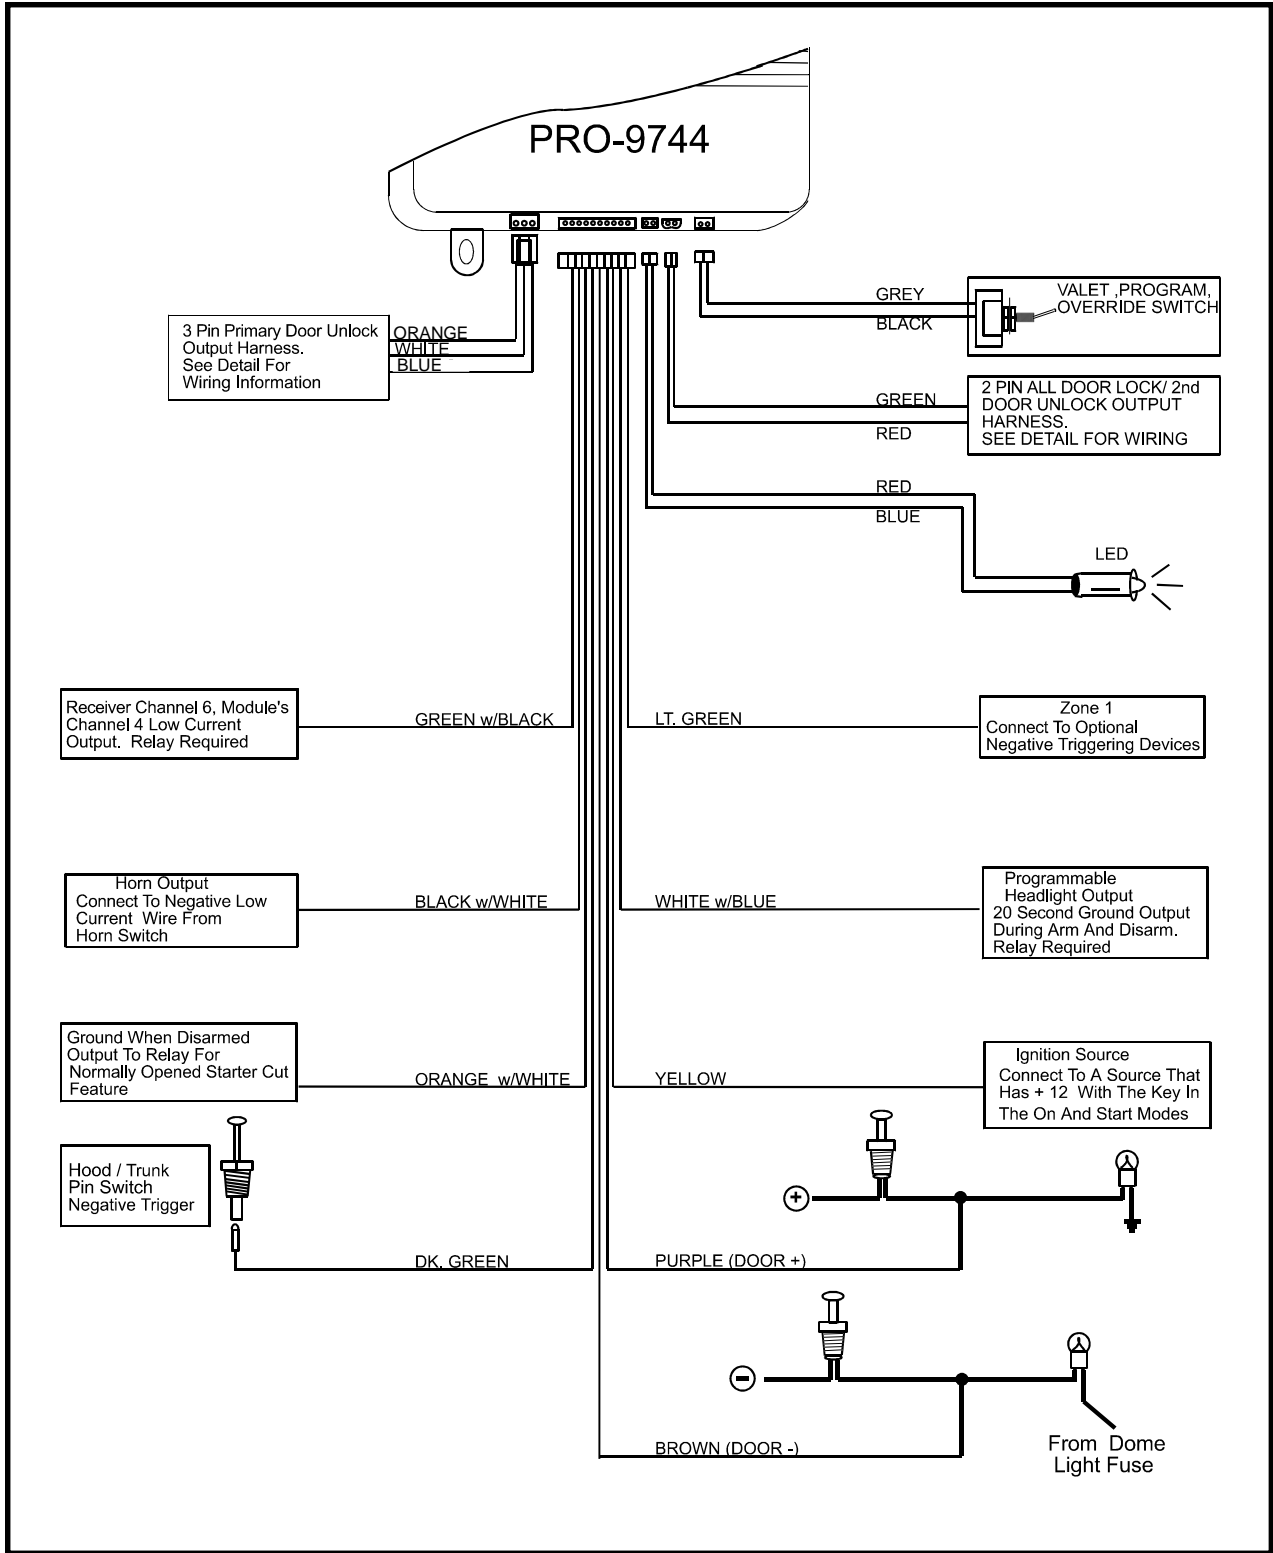 PRO-9744
GREY
BLACK
VALET ,PROGRAM,
OVERRIDE SWITCH
3 Pin Primary Door Unlock
Output Harness.
See Detail For
Wiring Information
ORANGE
WHITE
BLUE
GREEN
RED
2 PIN ALL DOOR LOCK/ 2nd
DOOR UNLOCK OUTPUT
HARNESS.
SEE DETAIL FOR WIRING
RED
BLUE
LED
Receiver Channel 6, Module's
Channel 4 Low Current
Output. Relay Required
GREEN w/BLACK
LT. GREEN
Zone 1
Connect To Optional
Negative Triggering Devices
Horn Output
Connect To Negative Low
Current Wire From
Horn Switch
BLACK w/WHITE
WHITE w/BLUE
Programmable
Headlight Output
20 Second Ground Output
During Arm And Disarm.
Relay Required
Ground When Disarmed
Output To Relay For
Normally Opened Starter Cut
Feature
ORANGE w/WHITE
YELLOW
Ignition Source
Connect To A Source That
Has + 12 With The Key In
The On And Start Modes
Hood / Trunk
Pin Switch
Negative Trigger
+
DK. GREEN
PURPLE (DOOR +)
-
BROWN (DOOR -)
From Dome
Light Fuse